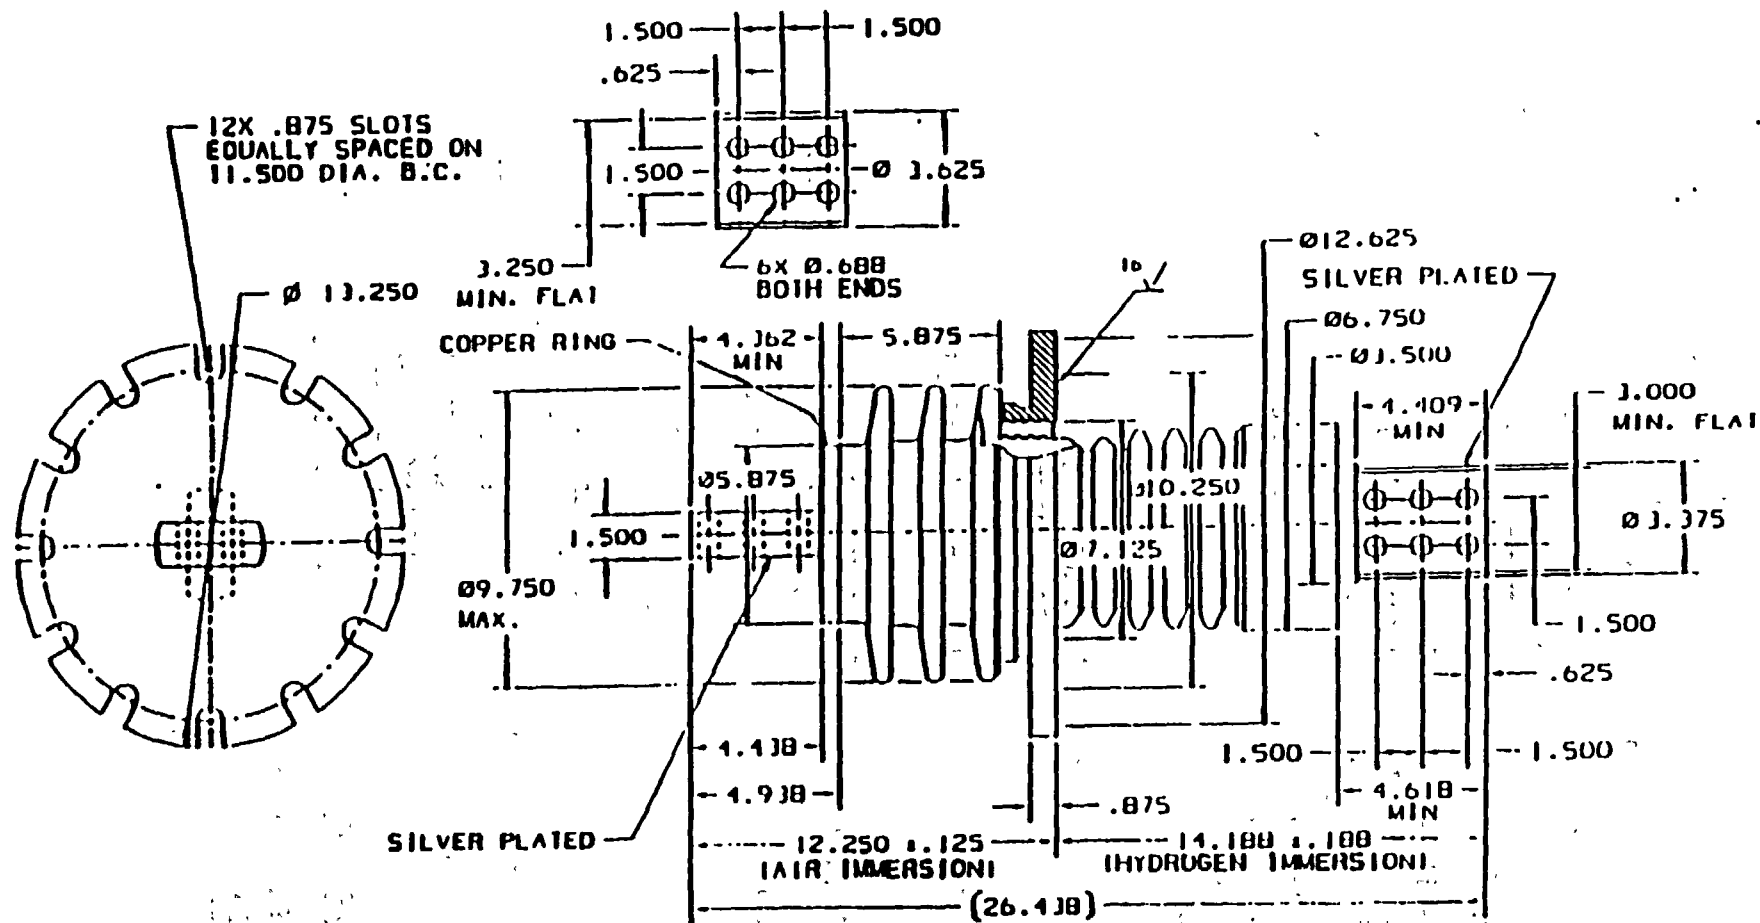 1.500
1.500
.625
12X .875 SLOTS
EQUALLY SPACED ON
11.500 DIA. B.C.
1.500
Ø 3.625
3.250
MIN. FLAT
6X Ø.688
BOTH ENDS
Ø 13.250
Ø12.625
SILVER PLATED
COPPER RING
4.362
MIN
5.875
Ø6.750
Ø3.500
4.409
MIN
3.000
MIN. FLAT
Ø5.875
Ø10.250
1.500
Ø7.125
Ø 3.375
Ø9.750
MAX.
1.500
.625
4.438
1.500
1.500
4.938
.875
4.618
MIN
SILVER PLATED
12.250 ±.125
(AIR IMMERSION)
14.188 ±.188
(HYDROGEN IMMERSION)
(26.438)